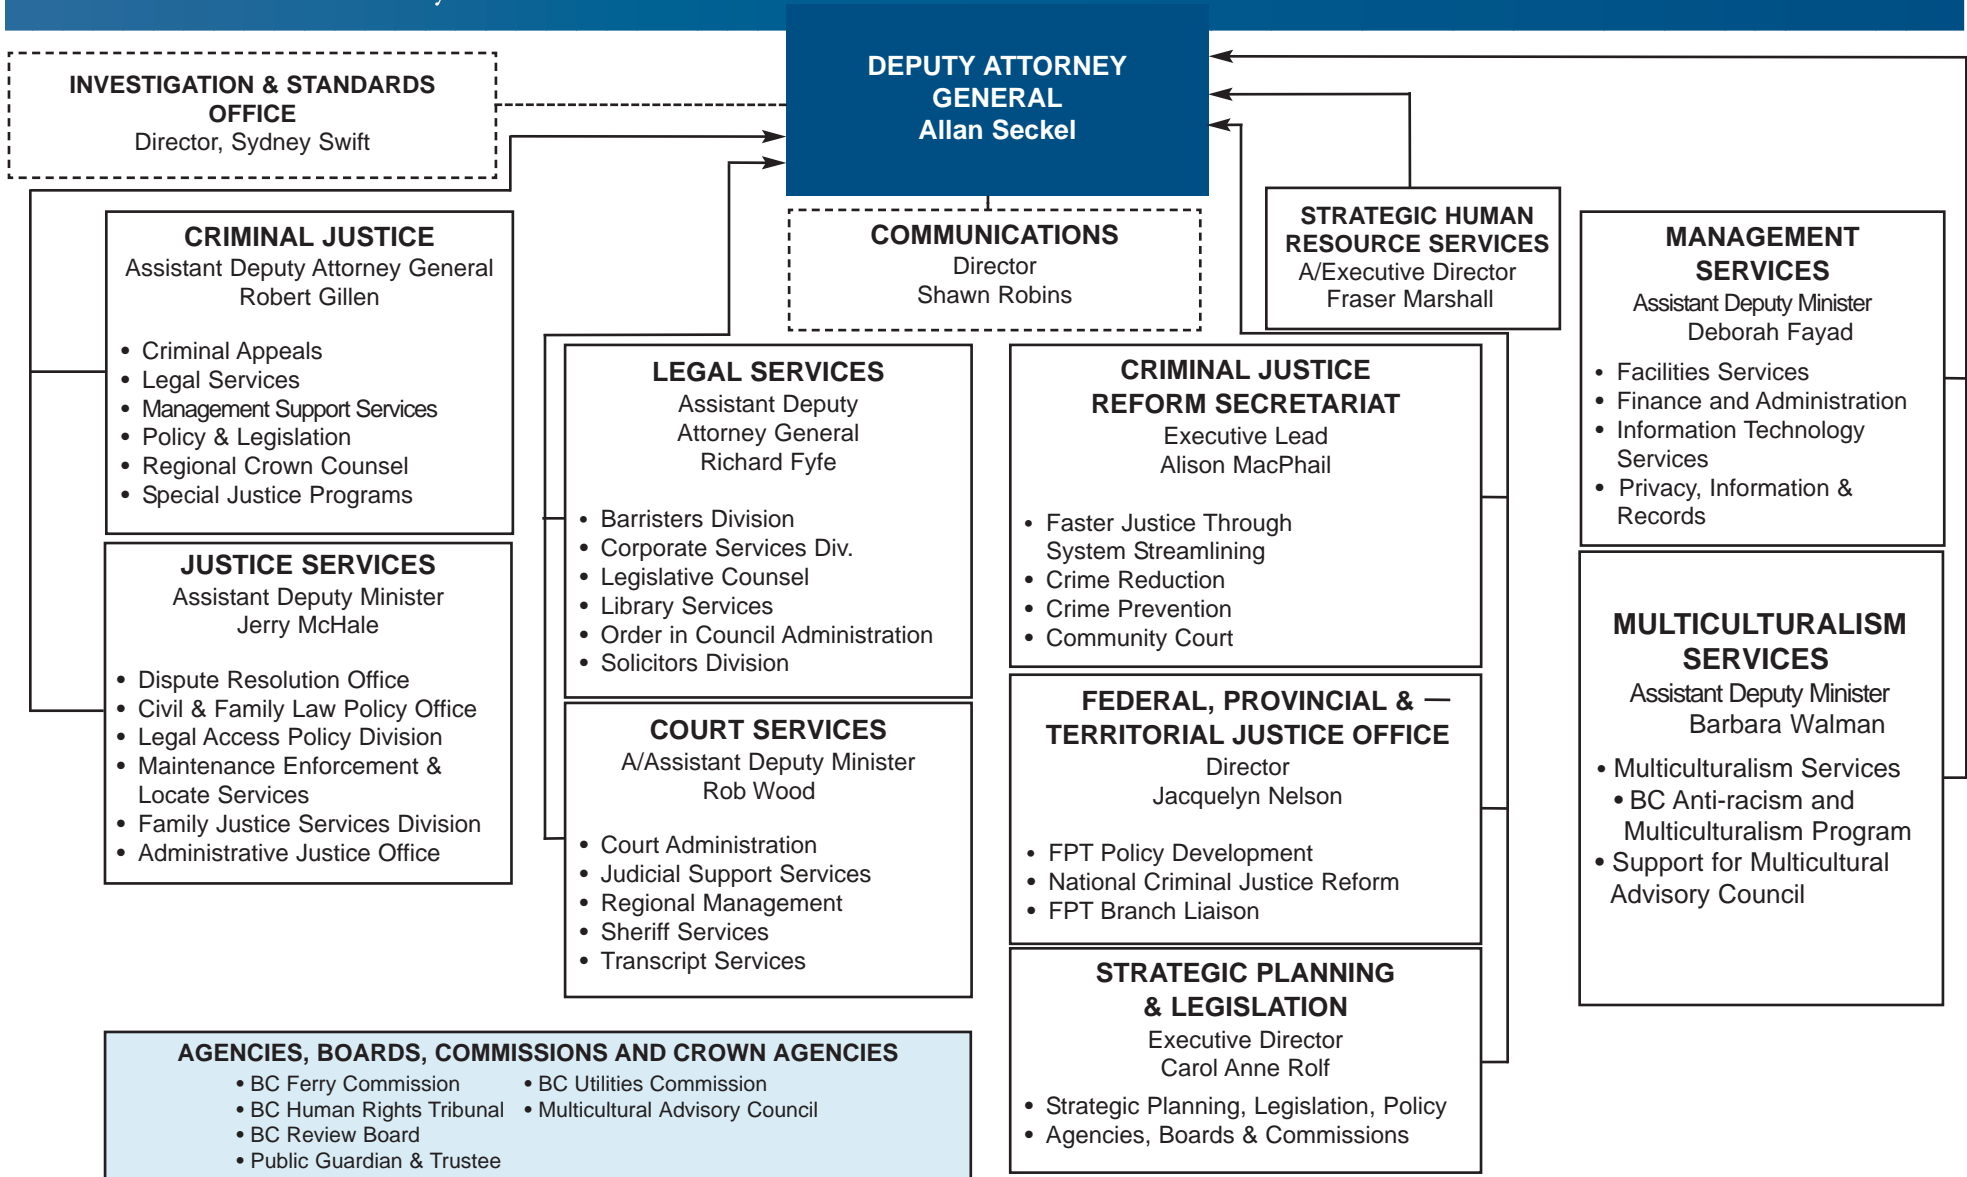 DEPUTY ATTORNEY
GENERAL
Allan Seckel
INVESTIGATION & STANDARDS
OFFICE
Director, Sydney Swift
COMMUNICATIONS
Director
Shawn Robins
STRATEGIC HUMAN
RESOURCE SERVICES
A/Executive Director
Fraser Marshall
CRIMINAL JUSTICE
Assistant Deputy Attorney General
Robert Gillen
• Criminal Appeals
• Legal Services
• Management Support Services
• Policy & Legislation
• Regional Crown Counsel
• Special Justice Programs
JUSTICE SERVICES
Assistant Deputy Minister
Jerry McHale
• Dispute Resolution Office
• Civil & Family Law Policy Office
• Legal Access Policy Division
• Maintenance Enforcement &
Locate Services
• Family Justice Services Division
• Administrative Justice Office
LEGAL SERVICES
Assistant Deputy
Attorney General
Richard Fyfe
• Barristers Division
• Corporate Services Div.
• Legislative Counsel
• Library Services
• Order in Council Administration
• Solicitors Division
COURT SERVICES
A/Assistant Deputy Minister
Rob Wood
• Court Administration
• Judicial Support Services
• Regional Management
• Sheriff Services
• Transcript Services
CRIMINAL JUSTICE
REFORM SECRETARIAT
Executive Lead
Alison MacPhail
• Faster Justice Through
System Streamlining
• Crime Reduction
• Crime Prevention
• Community Court
FEDERAL, PROVINCIAL & —
TERRITORIAL JUSTICE OFFICE
Director
Jacquelyn Nelson
• FPT Policy Development
• National Criminal Justice Reform
• FPT Branch Liaison
STRATEGIC PLANNING
& LEGISLATION
Executive Director
Carol Anne Rolf
• Strategic Planning, Legislation, Policy
• Agencies, Boards & Commissions
MANAGEMENT
SERVICES
Assistant Deputy Minister
Deborah Fayad
• Facilities Services
• Finance and Administration
• Information Technology
Services
• Privacy, Information &
Records
MULTICULTURALISM
SERVICES
Assistant Deputy Minister
Barbara Walman
• Multiculturalism Services
• BC Anti-racism and
Multiculturalism Program
• Support for Multicultural
Advisory Council
AGENCIES, BOARDS, COMMISSIONS AND CROWN AGENCIES
• BC Ferry Commission
• BC Human Rights Tribunal
• BC Review Board
• Public Guardian & Trustee
• BC Utilities Commission
• Multicultural Advisory Council